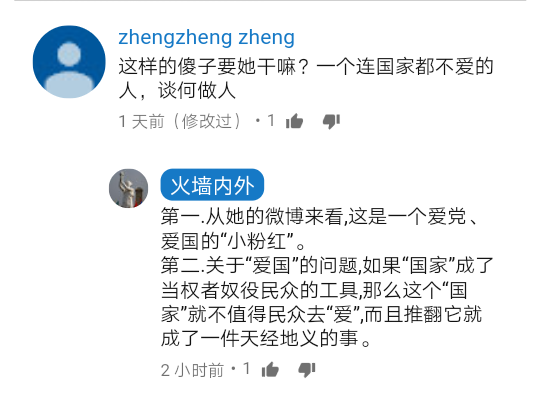 zhengzheng zheng
这样的傻子要她干嘛？一个连国家都不爱的
人，谈何做人
1 天前（修改过） • 1
火墙内外
第一.从她的微博来看,这是一个爱党、
爱国的“小粉红”。
第二.关于“爱国”的问题,如果“国家”成了
当权者奴役民众的工具,那么这个“国
家”就不值得民众去“爱”,而且推翻它就
成了一件天经地义的事。
2 小时前 • 1